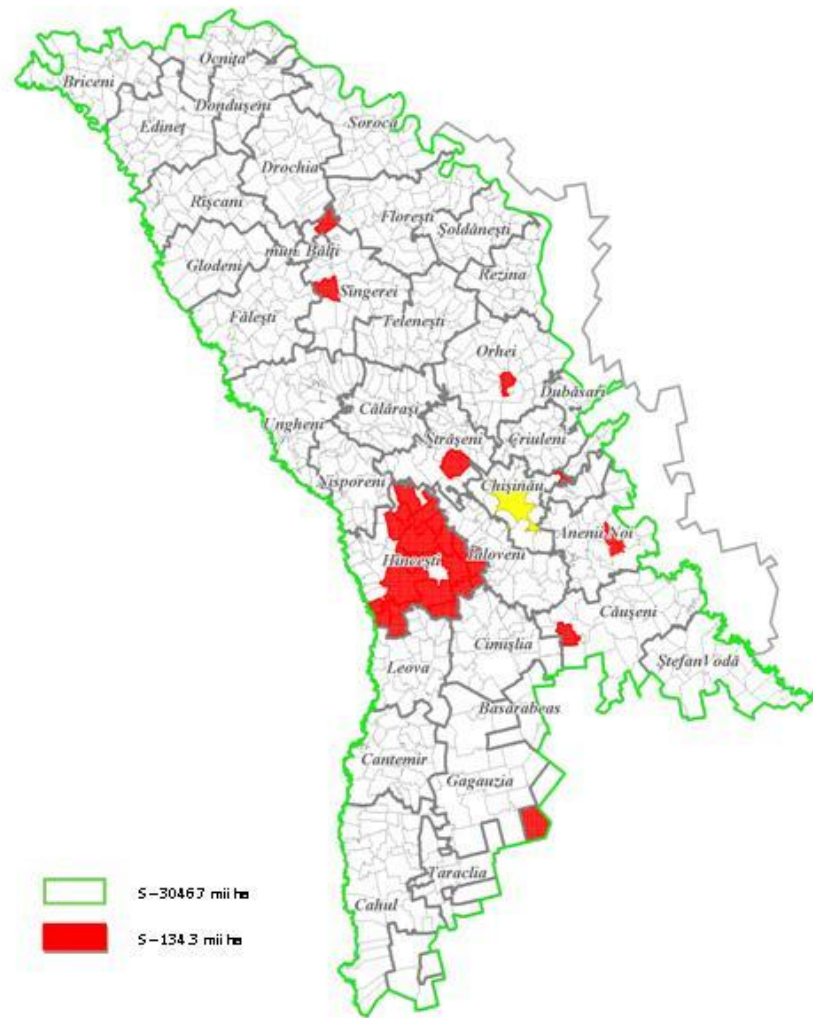 Ocnița
Briceni
Dondușeni
Edineț
Soroca
Drochia
Rîșcani
Florești
Șoldănești
mun. Bălți
Glodeni
Rezina
Sîngerei
Fălești
Telenești
Orhei
Dubăsari
Călărași
Ungheni
Strășeni
Criuleni
Nisporeni
Chișinău
Anenii Noi
Hîncești
Ialoveni
Căușeni
Cimișlia
Ștefan Vodă
Leova
Basarabeas
Cantemir
Gagauzia
Taraclia
Cahul
S-3046.7 mii ha
S-134.3 mii ha